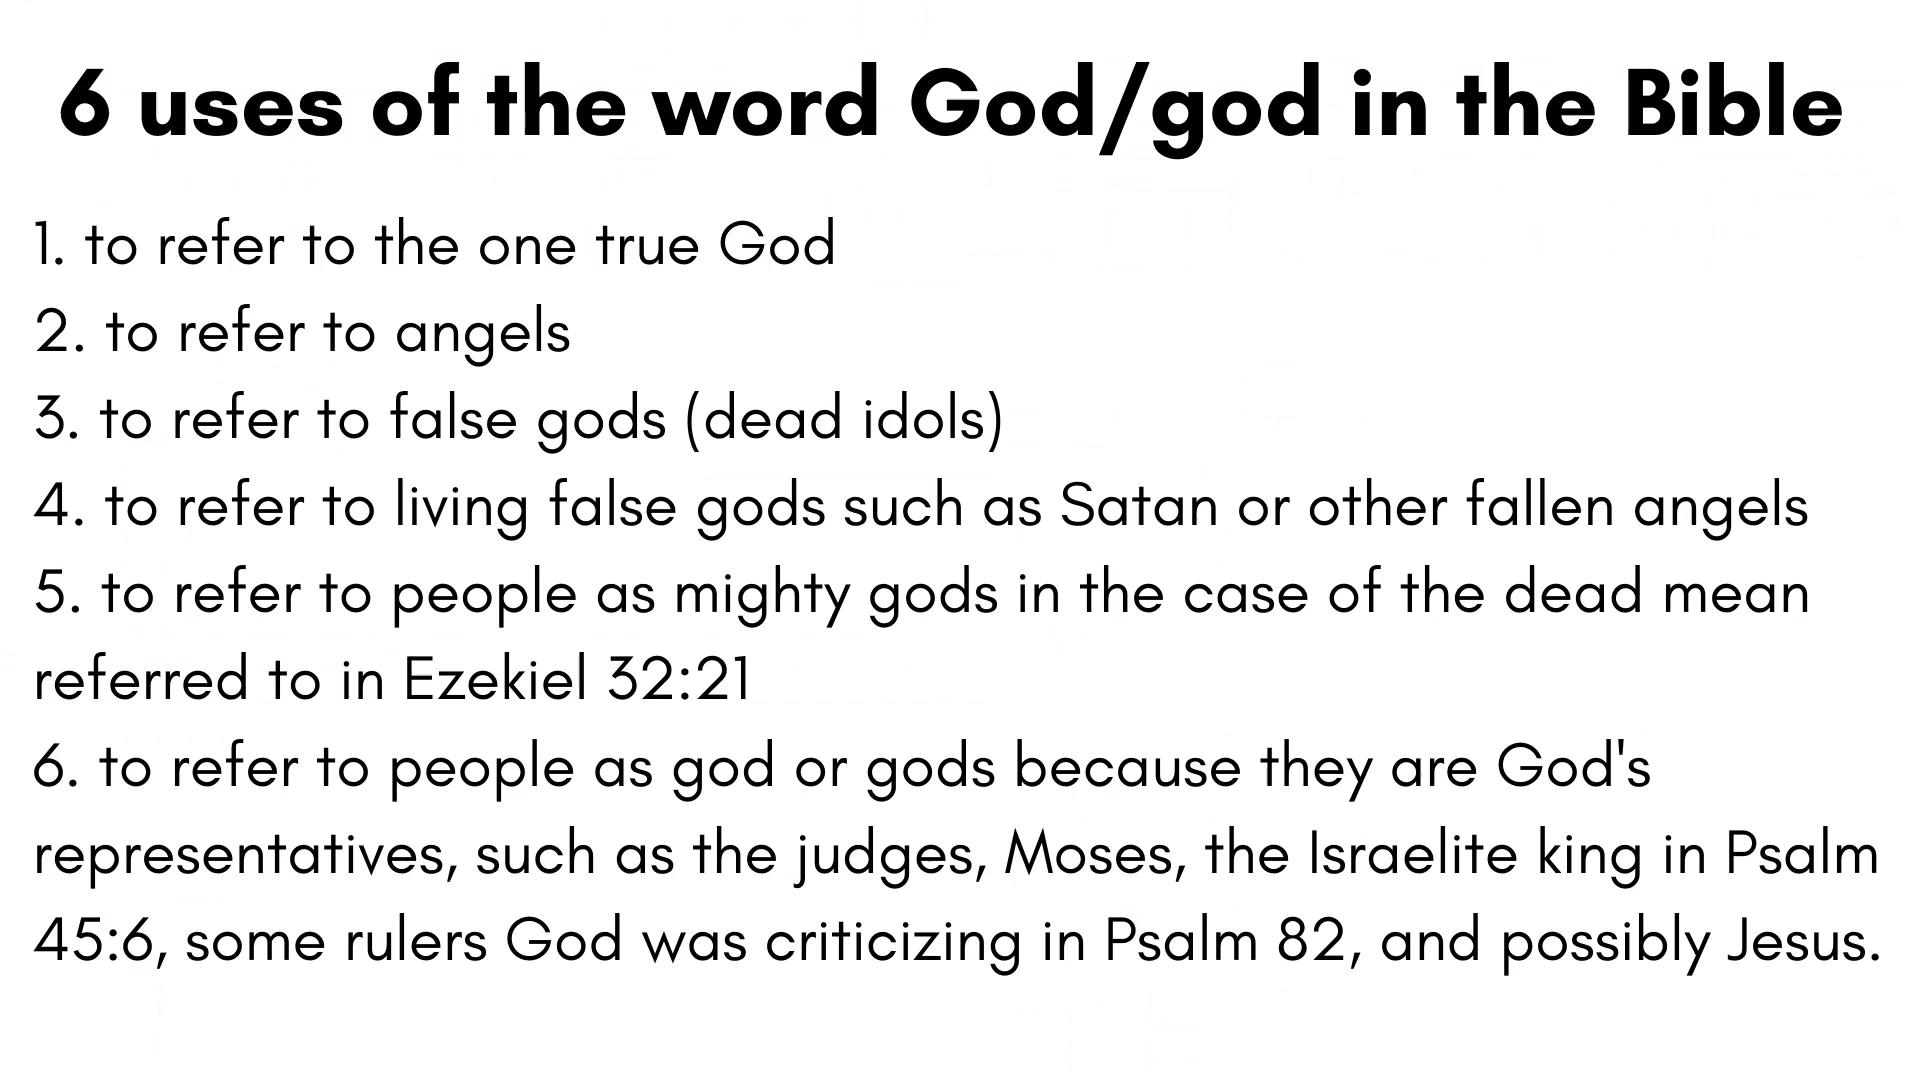 6 uses of the word God/god in the Bible
1. to refer to the one true God
2. to refer to angels
3. to refer to false gods (dead idols)
4. to refer to living false gods such as Satan or other fallen angels
5. to refer to people as mighty gods in the case of the dead mean
referred to in Ezekiel 32:21
6. to refer to people as god or gods because they are God's
representatives, such as the judges, Moses, the Israelite king in Psalm
45:6, some rulers God was criticizing in Psalm 82, and possibly Jesus.